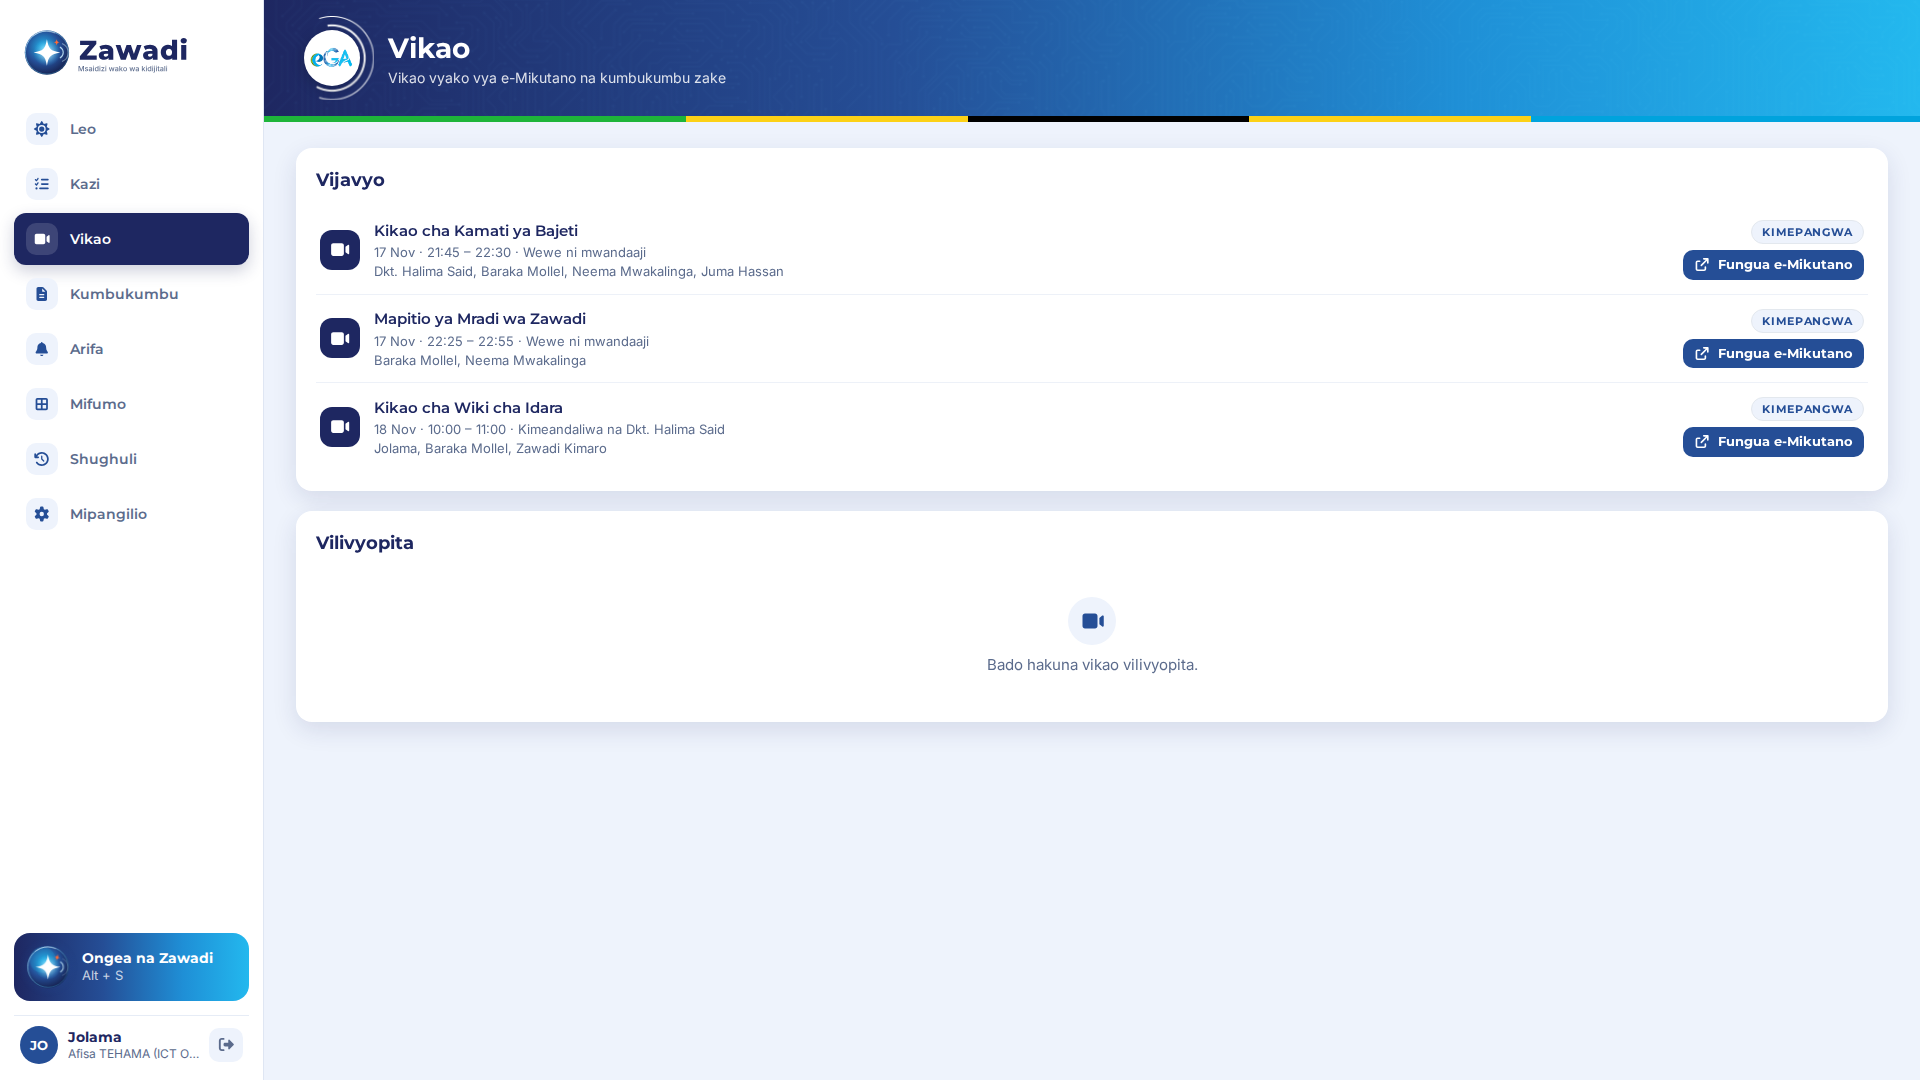 Zawadi
Msaidizi wako wa kidijitali
Leo
Kazi
Vikao
Kumbukumbu
Arifa
Mifumo
Shughuli
Mipangilio
Ongea na Zawadi
Alt + S
JO
Jolama
Afisa TEHAMA (ICT O...
eGA
Vikao
Vikao vyako vya e-Mikutano na kumbukumbu zake
Vijavyo
Kikao cha Kamati ya Bajeti
17 Nov · 21:45 – 22:30 · Wewe ni mwandaaji
Dkt. Halima Said, Baraka Mollel, Neema Mwakalinga, Juma Hassan
KIMEPANGWA
Fungua e-Mikutano
Mapitio ya Mradi wa Zawadi
17 Nov · 22:25 – 22:55 · Wewe ni mwandaaji
Baraka Mollel, Neema Mwakalinga
KIMEPANGWA
Fungua e-Mikutano
Kikao cha Wiki cha Idara
18 Nov · 10:00 – 11:00 · Kimeandaliwa na Dkt. Halima Said
Jolama, Baraka Mollel, Zawadi Kimaro
KIMEPANGWA
Fungua e-Mikutano
Vilivyopita
Bado hakuna vikao vilivyopita.